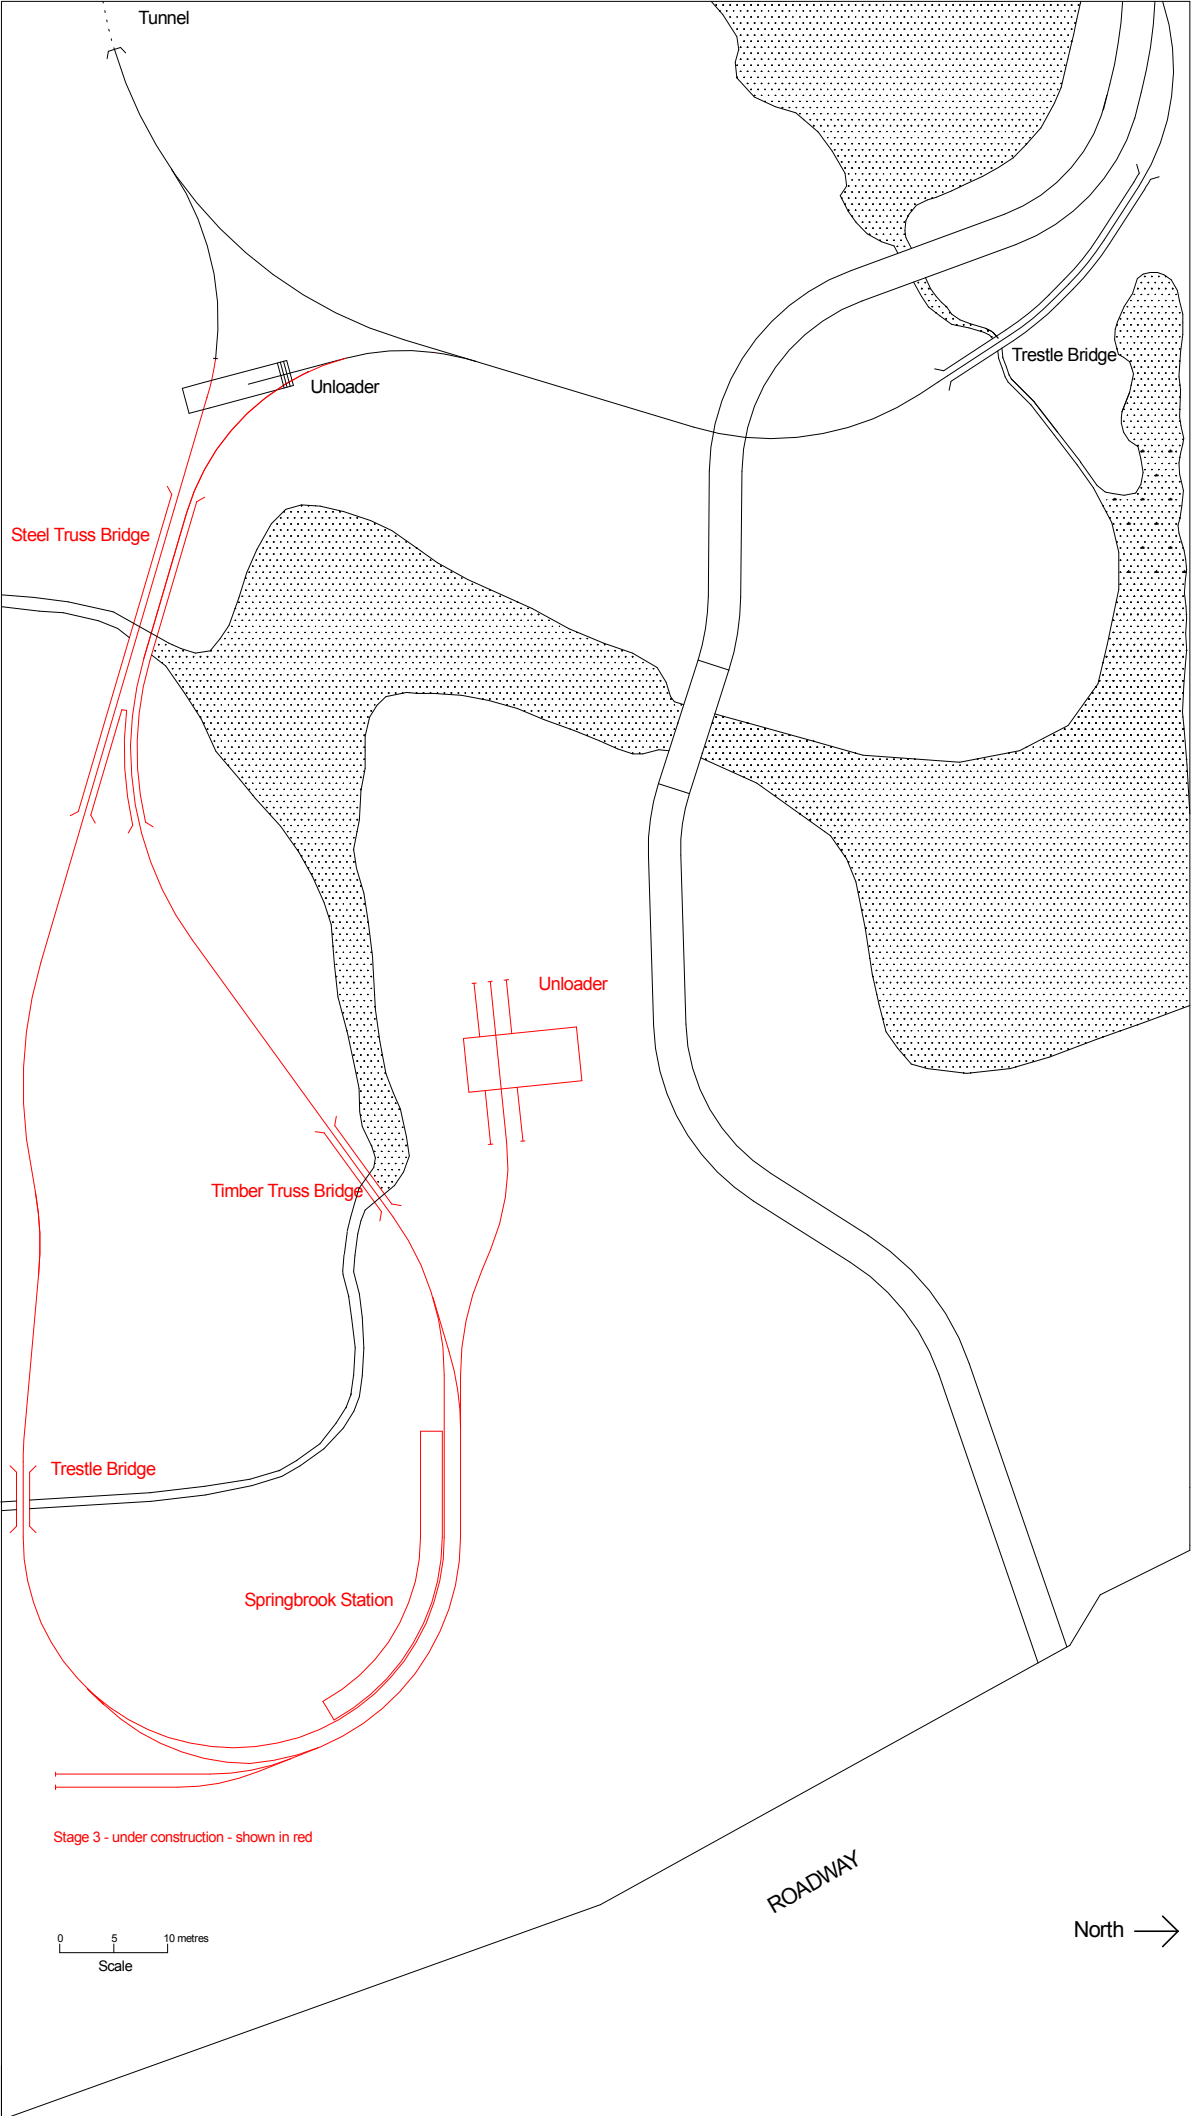 Tunnel
Trestle Bridge
Unloader
Steel Truss Bridge
Unloader
Timber Truss Bridge
Trestle Bridge
Springbrook Station
Stage 3 - under construction - shown in red
ROADWAY
North
0 5 10 metres
Scale